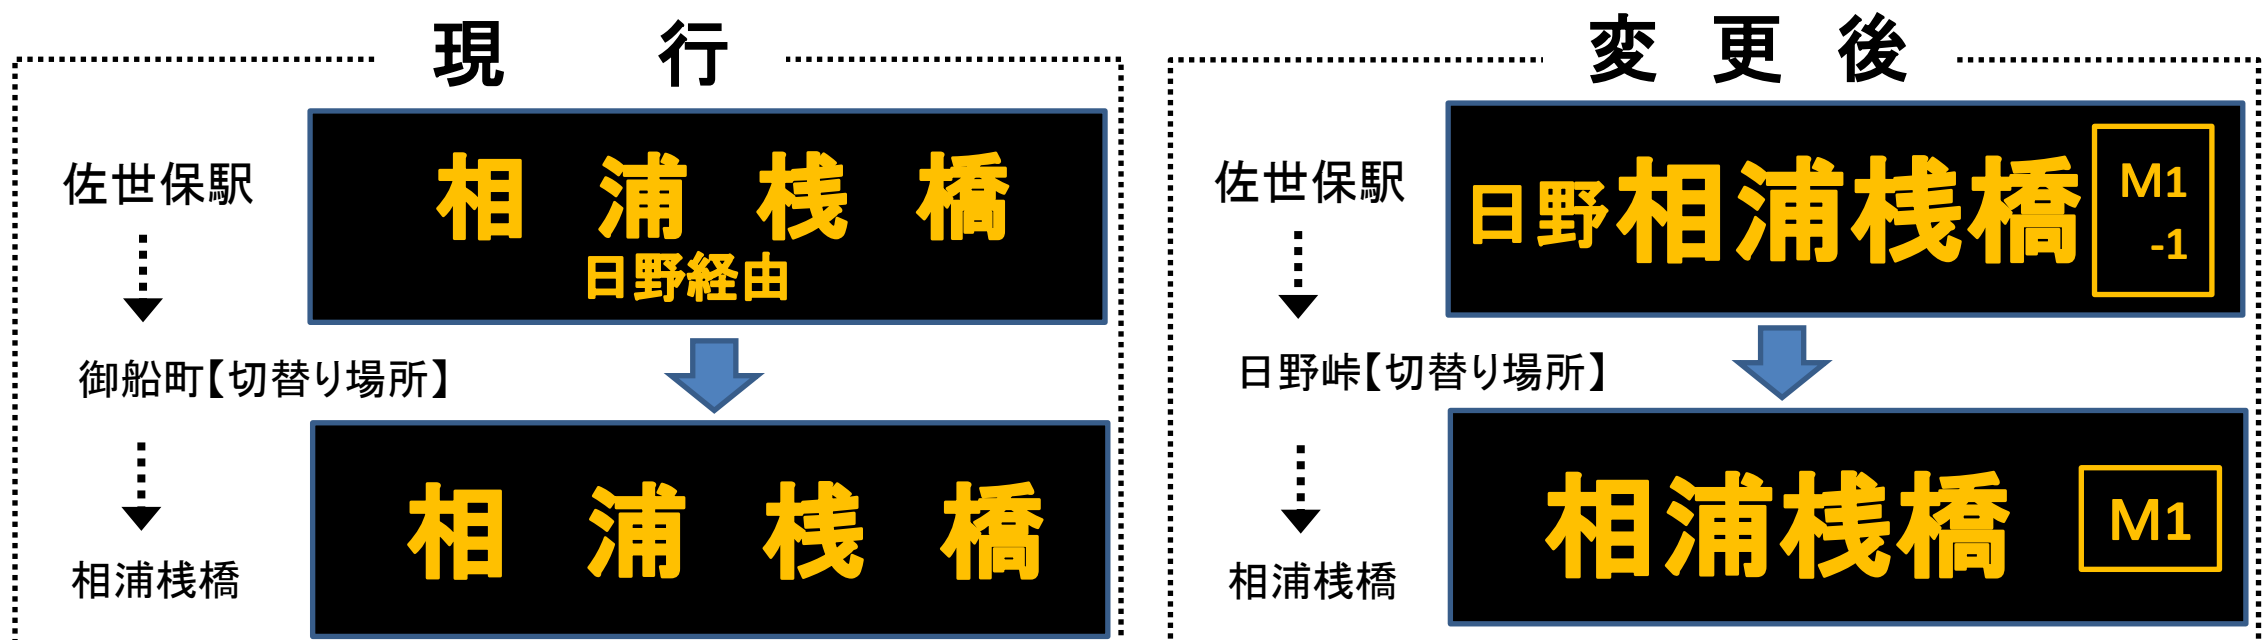 現 行
佐世保駅
相 浦 桟 橋
日野経由
御船町【切替り場所】
相 浦 桟 橋
相浦桟橋
変 更 後
佐世保駅
日野 相浦桟橋 M1
-1
日野峠【切替り場所】
相浦桟橋 M1
相浦桟橋